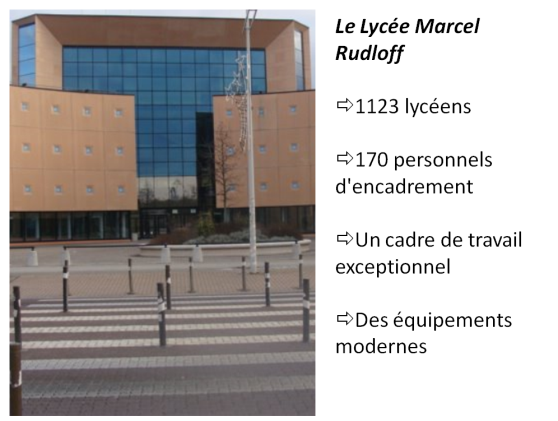 Le Lycée Marcel
Rudloff
⇨1123 lycéens
⇨170 personnels
d'encadrement
⇨Un cadre de travail
exceptionnel
⇨Des équipements
modernes